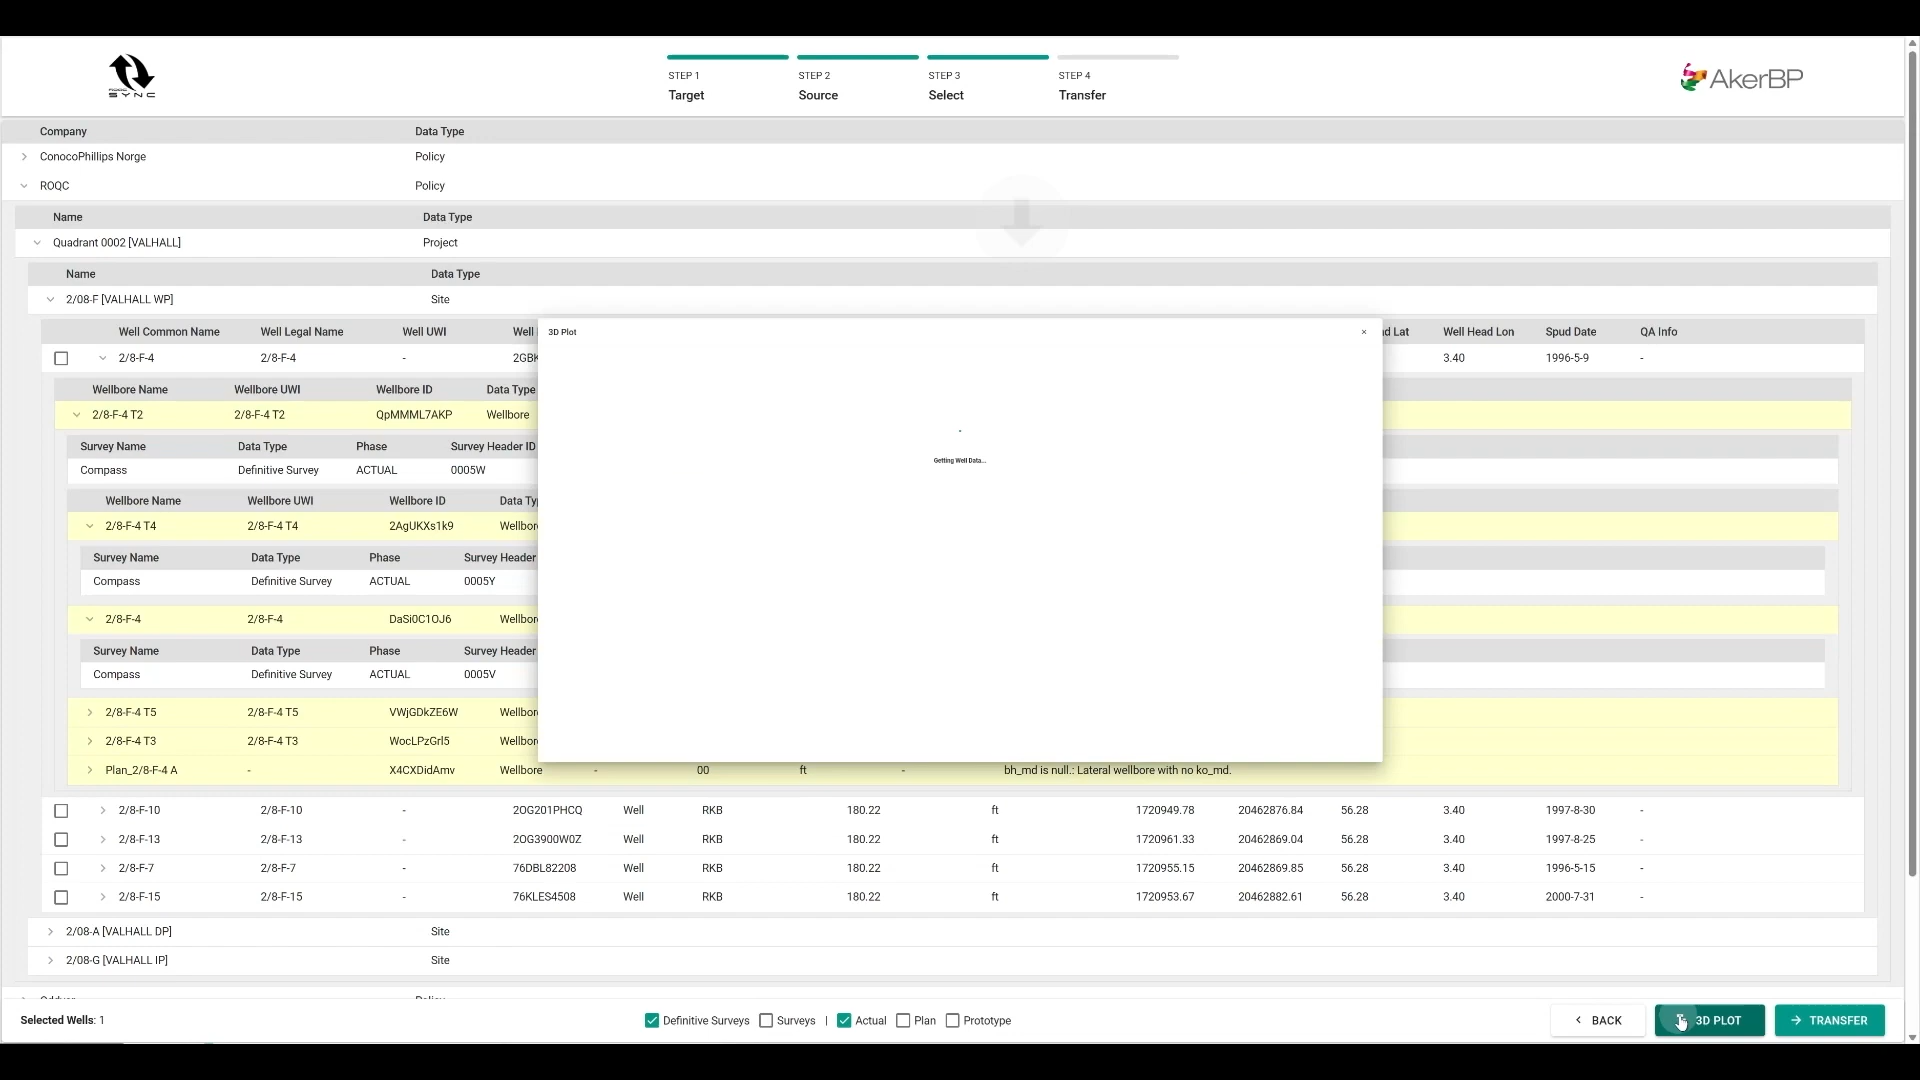 SYNC
STEP 1
Target
STEP 2
Source
STEP 3
Select
STEP 4
Transfer
AkerBP
Company Data Type
ConocoPhillips Norge Policy
ROQC Policy
Name Data Type
Quadrant 0002 [VALHALL] Project
Name Data Type
2/08-F [VALHALL WP] Site
Well Common Name Well Legal Name Well UWI Well d Lat Well Head Lon Spud Date QA Info
2/8-F-4 2/8-F-4 - 2GBK 3.40 1996-5-9 -
3D Plot ×
Getting Well Data...
Wellbore Name Wellbore UWI Wellbore ID Data Type
2/8-F-4 T2 2/8-F-4 T2 QpMMML7AKP Wellbore
Survey Name Data Type Phase Survey Header ID
Compass Definitive Survey ACTUAL 0005W
Wellbore Name Wellbore UWI Wellbore ID Data Ty
2/8-F-4 T4 2/8-F-4 T4 2AgUKXs1k9 Wellbor
Survey Name Data Type Phase Survey Header
Compass Definitive Survey ACTUAL 0005Y
2/8-F-4 2/8-F-4 DaSi0C1OJ6 Wellbor
Survey Name Data Type Phase Survey Header
Compass Definitive Survey ACTUAL 0005V
2/8-F-4 T5 2/8-F-4 T5 VWjGDkZE6W Wellbor
2/8-F-4 T3 2/8-F-4 T3 WocLPzGrl5 Wellbor
Plan_2/8-F-4 A - X4CXDidAmv Wellbore - 00 ft - bh_md is null.: Lateral wellbore with no ko_md.
2/8-F-10 2/8-F-10 - 2OG201PHCQ Well RKB 180.22 ft 1720949.78 20462876.84 56.28 3.40 1997-8-30 -
2/8-F-13 2/8-F-13 - 2OG3900W0Z Well RKB 180.22 ft 1720961.33 20462869.04 56.28 3.40 1997-8-25 -
2/8-F-7 2/8-F-7 - 76DBL82208 Well RKB 180.22 ft 1720955.15 20462869.85 56.28 3.40 1996-5-15 -
2/8-F-15 2/8-F-15 - 76KLES4508 Well RKB 180.22 ft 1720953.67 20462882.61 56.28 3.40 2000-7-31 -
2/08-A [VALHALL DP] Site
2/08-G [VALHALL IP] Site
Selected Wells: 1 Definitive Surveys Surveys | Actual Plan Prototype BACK 3D PLOT TRANSFER